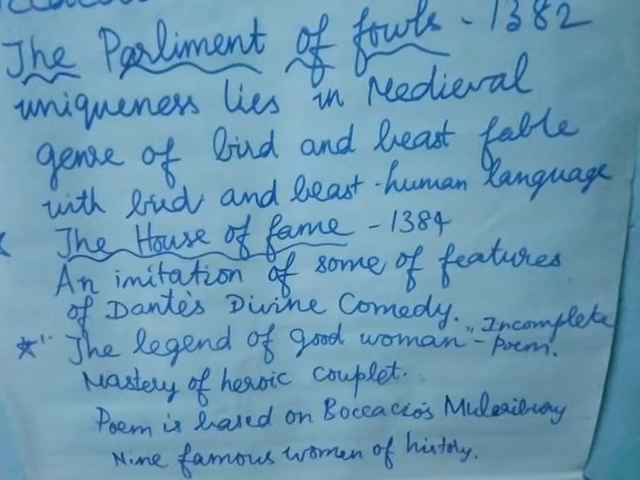 The Parliment of fowls - 1382
uniqueness lies in Medieval
genre of bird and beast fable
with bird and beast-human language
The House of fame - 1384
An imitation of some of features
of Dante's Divine Comedy.
* The legend of good woman - Incomplete
Poem.
Mastery of heroic couplet.
Poem is based on Boccacio's
Nine famous women of history.